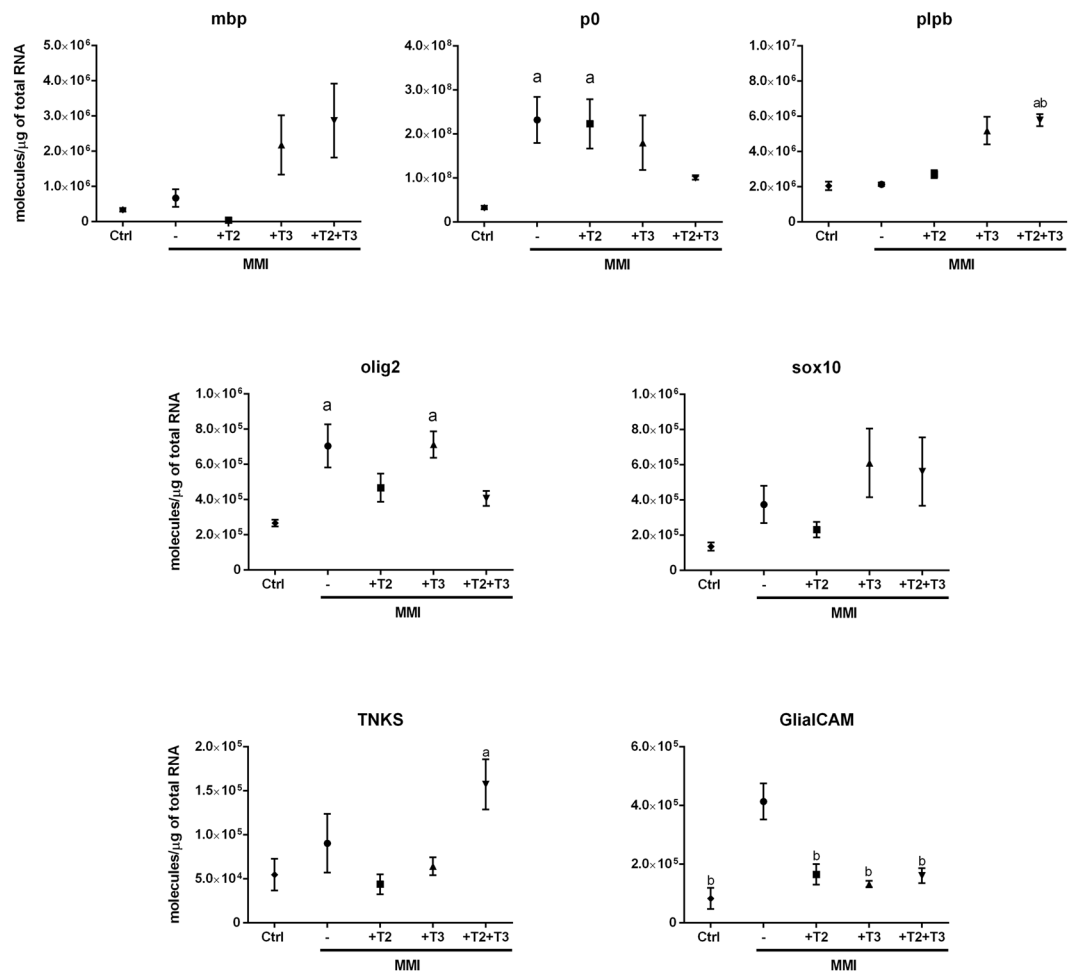 mbp
molecules/µg of total RNA
5.0×10⁶
4.0×10⁶
3.0×10⁶
2.0×10⁶
1.0×10⁶
0
Ctrl - +T2 +T3 +T2+T3
MMI
p0
4.0×10⁸
3.0×10⁸
2.0×10⁸
1.0×10⁸
0
a a
Ctrl - +T2 +T3 +T2+T3
MMI
plpb
1.0×10⁷
8.0×10⁶
6.0×10⁶
4.0×10⁶
2.0×10⁶
0
ab
Ctrl - +T2 +T3 +T2+T3
MMI
olig2
molecules/µg of total RNA
1.0×10⁶
8.0×10⁵
6.0×10⁵
4.0×10⁵
2.0×10⁵
0
a a
Ctrl - +T2 +T3 +T2+T3
MMI
sox10
1.0×10⁶
8.0×10⁵
6.0×10⁵
4.0×10⁵
2.0×10⁵
0
Ctrl - +T2 +T3 +T2+T3
MMI
TNKS
molecules/µg of total RNA
2.0×10⁵
1.5×10⁵
1.0×10⁵
5.0×10⁴
0
a
Ctrl - +T2 +T3 +T2+T3
MMI
GlialCAM
6.0×10⁵
4.0×10⁵
2.0×10⁵
0
b b b b
Ctrl - +T2 +T3 +T2+T3
MMI